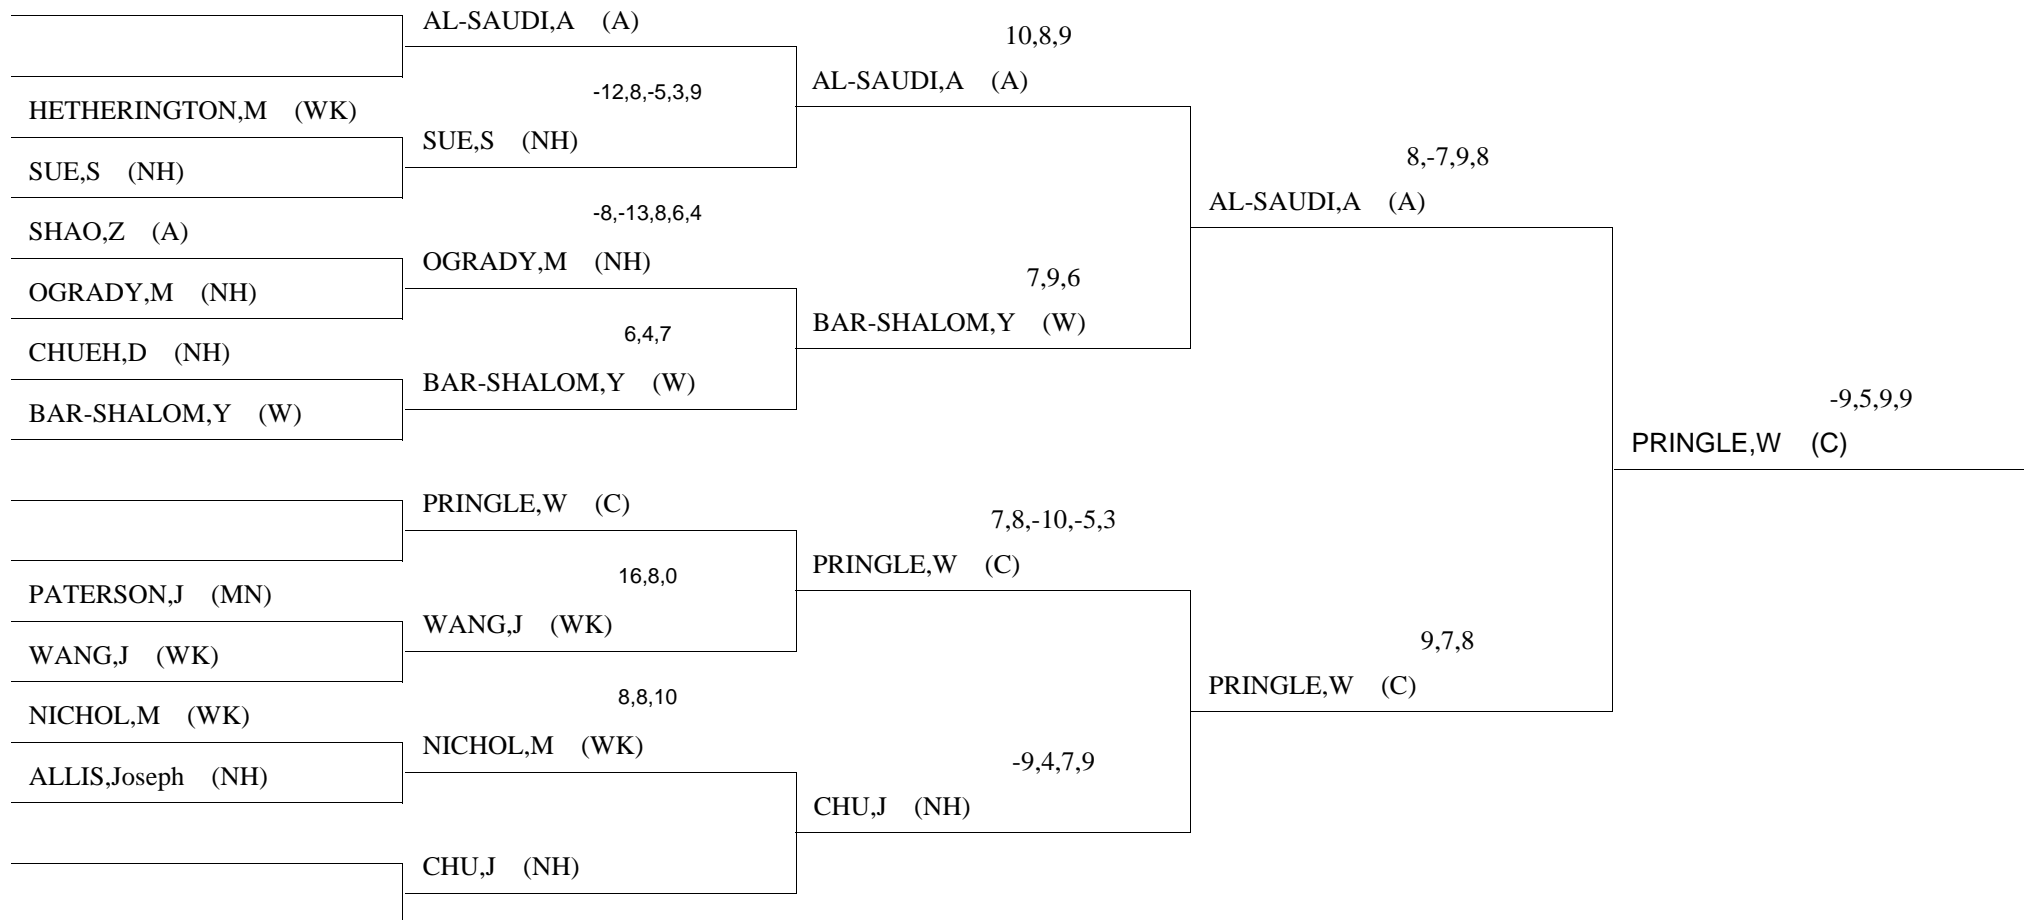 AL-SAUDI,A (A)
10,8,9
-12,8,-5,3,9
AL-SAUDI,A (A)
HETHERINGTON,M (WK)
SUE,S (NH)
8,-7,9,8
SUE,S (NH)
-8,-13,8,6,4
AL-SAUDI,A (A)
SHAO,Z (A)
OGRADY,M (NH)
7,9,6
OGRADY,M (NH)
6,4,7
BAR-SHALOM,Y (W)
CHUEH,D (NH)
BAR-SHALOM,Y (W)
-9,5,9,9
BAR-SHALOM,Y (W)
PRINGLE,W (C)
PRINGLE,W (C)
7,8,-10,-5,3
16,8,0
PRINGLE,W (C)
PATERSON,J (MN)
WANG,J (WK)
9,7,8
WANG,J (WK)
8,8,10
PRINGLE,W (C)
NICHOL,M (WK)
NICHOL,M (WK)
-9,4,7,9
ALLIS,Joseph (NH)
CHU,J (NH)
CHU,J (NH)